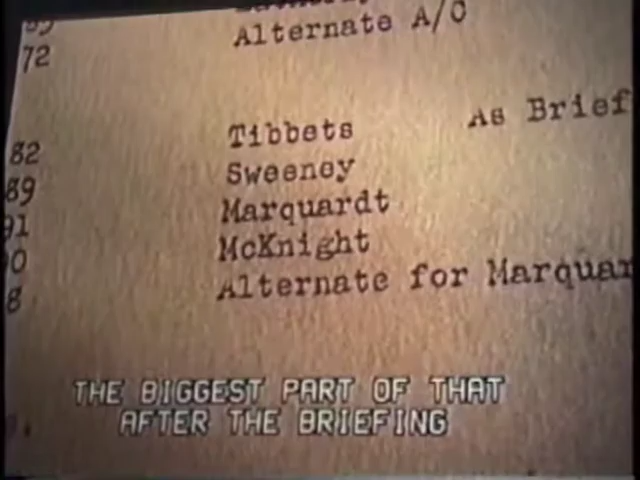 72 Alternate A/C
82 Tibbets As Brief
89 Sweeney
91 Marquardt
90 McKnight
8 Alternate for Marquar
THE BIGGEST PART OF THAT
AFTER THE BRIEFING